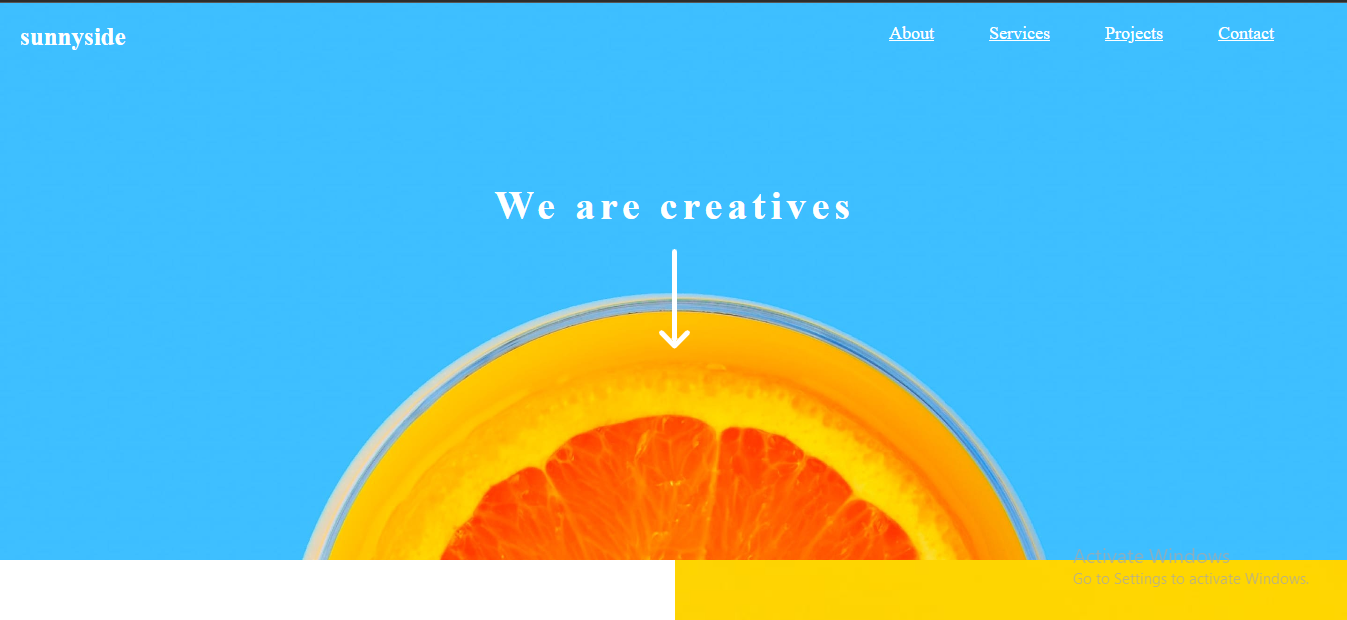 sunnyside
About Services Projects Contact
We are creatives
Activate Windows
Go to Settings to activate Windows.